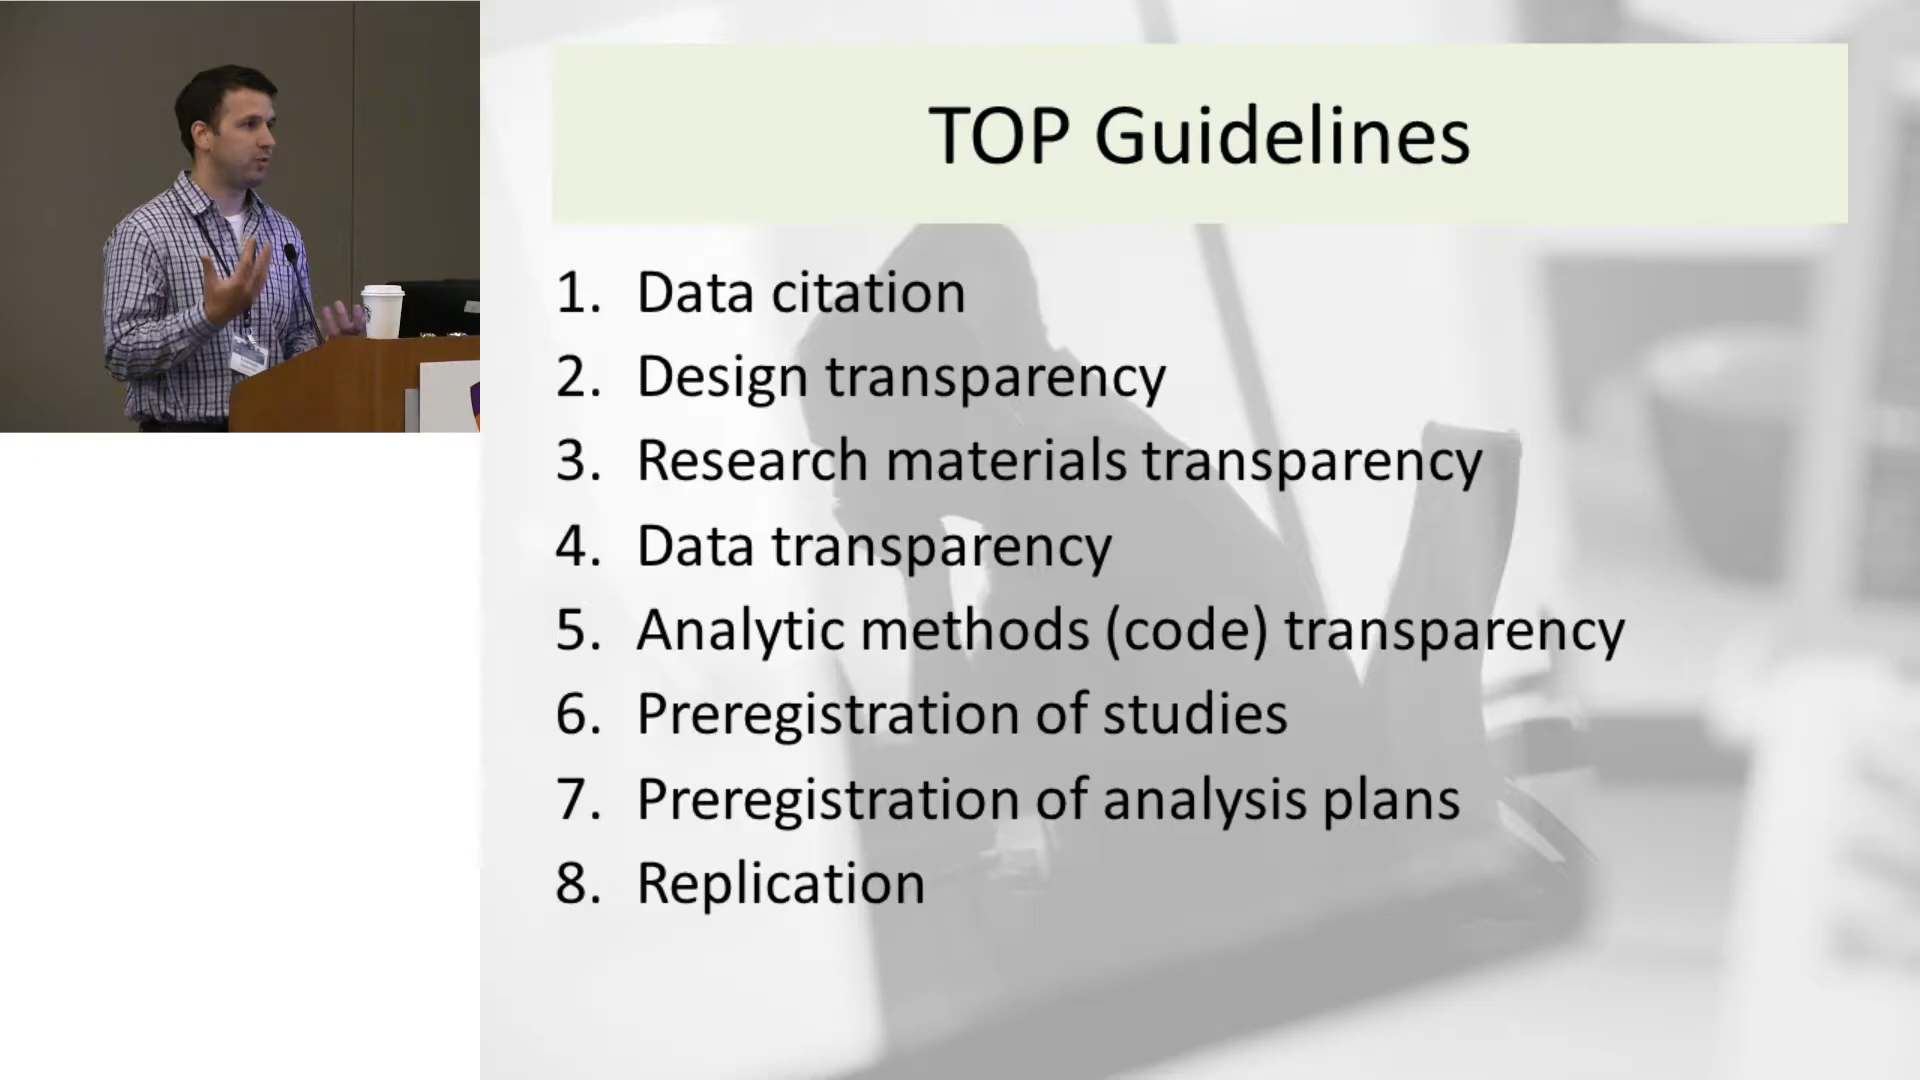 TOP Guidelines
1. Data citation
2. Design transparency
3. Research materials transparency
4. Data transparency
5. Analytic methods (code) transparency
6. Preregistration of studies
7. Preregistration of analysis plans
8. Replication